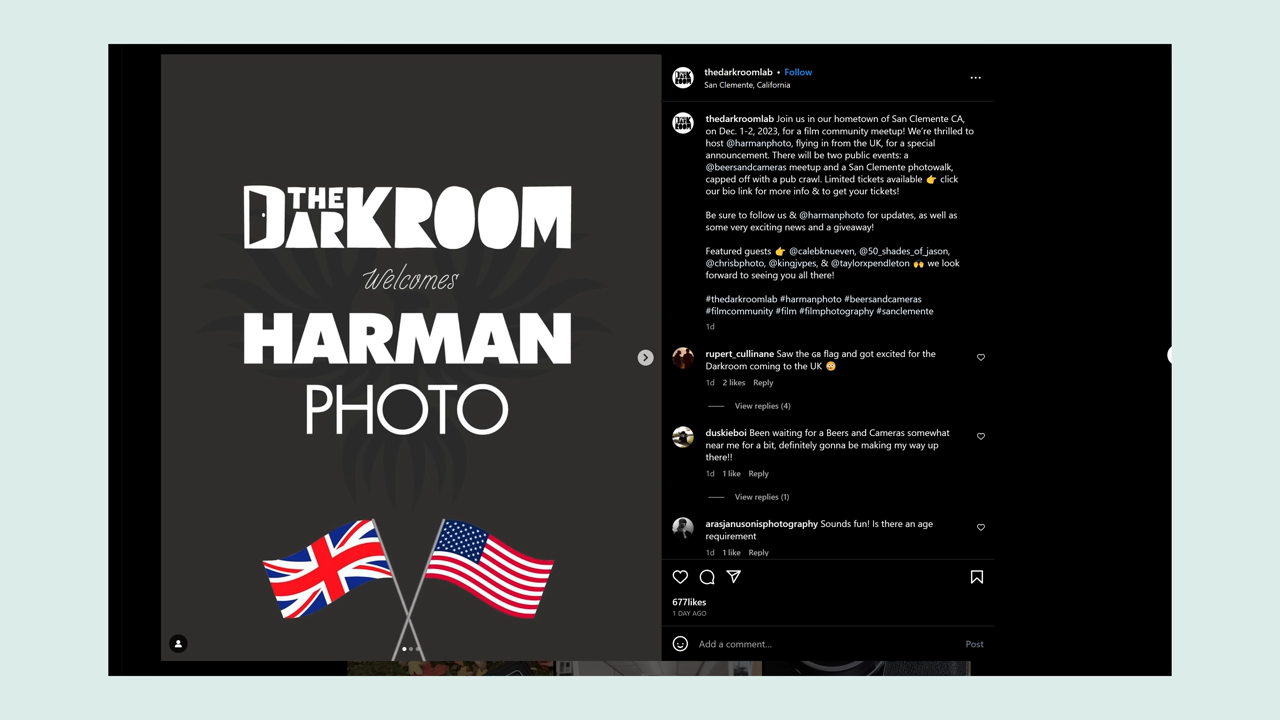 THE
DARKROOM
Welcomes
HARMAN
PHOTO
THE DARK ROOM
thedarkroomlab • Follow
San Clemente, California
THE DARK ROOM
thedarkroomlab Join us in our hometown of San Clemente CA,
on Dec. 1-2, 2023, for a film community meetup! We're thrilled to
host @harmanphoto, flying in from the UK, for a special
announcement. There will be two public events: a
@beersandcameras meetup and a San Clemente photowalk,
capped off with a pub crawl. Limited tickets available 👉 click
our bio link for more info & to get your tickets!
Be sure to follow us & @harmanphoto for updates, as well as
some very exciting news and a giveaway!
Featured guests 👉 @calebknueven, @50_shades_of_jason,
@chrisbphoto, @kingjvpes, & @taylorxpendleton 🙌 we look
forward to seeing you all there!
#thedarkroomlab #harmanphoto #beersandcameras
#filmcommunity #film #filmphotography #sanclemente
1d
rupert_cullinane Saw the GB flag and got excited for the
Darkroom coming to the UK 😳
1d 2 likes Reply
View replies (4)
duskieboi Been waiting for a Beers and Cameras somewhat
near me for a bit, definitely gonna be making my way up
there!!
1d 1 like Reply
View replies (1)
arasjanusonisphotography Sounds fun! Is there an age
requirement
1d 1 like Reply
677likes
1 DAY AGO
Add a comment... Post